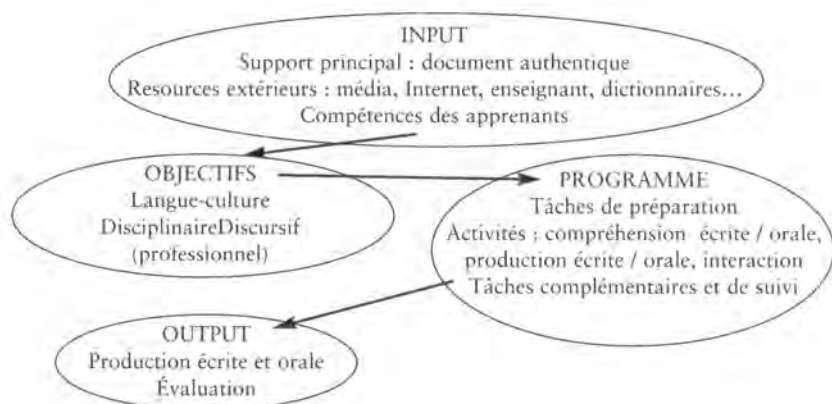 INPUT
Support principal : document authentique
Resources extérieurs : média, Internet, enseignant, dictionnaires...
Compétences des apprenants
OBJECTIFS
Langue-culture
DisciplinaireDiscursif
(professionnel)
PROGRAMME
Tâches de préparation
Activités : compréhension écrite / orale,
production écrite / orale, interaction
Tâches complémentaires et de suivi
OUTPUT
Production écrite et orale
Évaluation